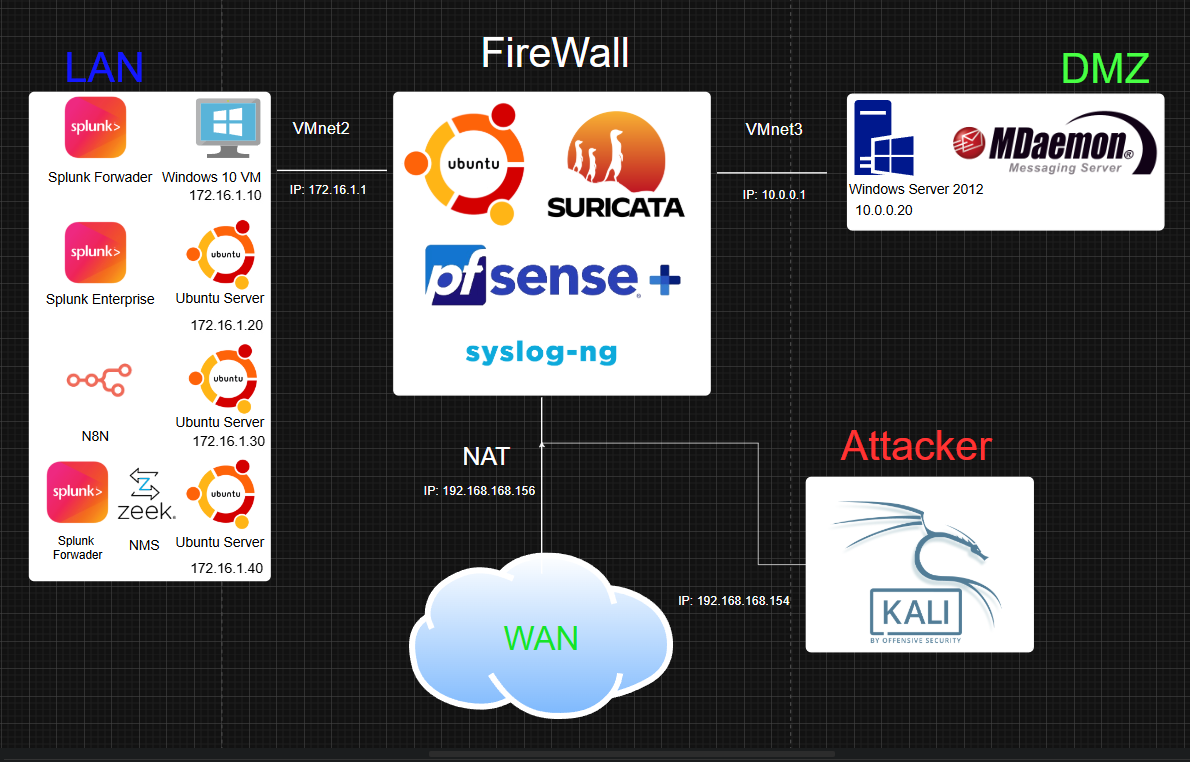 LAN
FireWall
DMZ
splunk>
Splunk Forwader
Windows 10 VM
172.16.1.10
splunk>
Splunk Enterprise
ubuntu
Ubuntu Server
172.16.1.20
N8N
ubuntu
Ubuntu Server
172.16.1.30
splunk>
Splunk
Forwader
zeek.
NMS
ubuntu
Ubuntu Server
172.16.1.40
VMnet2
IP: 172.16.1.1
ubuntu
SURICATA
pfsense® +
syslog-ng
VMnet3
IP: 10.0.0.1
Windows Server 2012
10.0.0.20
MDaemon®
Messaging Server
NAT
IP: 192.168.168.156
WAN
Attacker
IP: 192.168.168.154
KALI
BY OFFENSIVE SECURITY